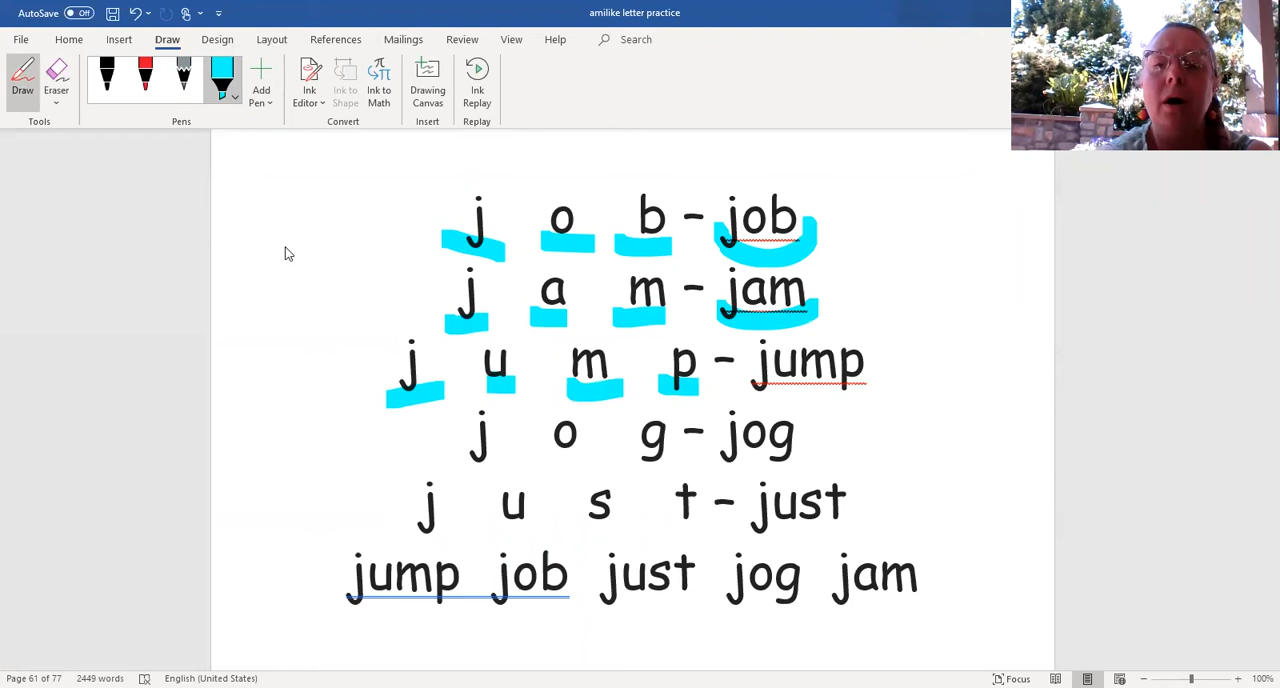 AutoSave Off amilike letter practice
File Home Insert Draw Design Layout References Mailings Review View Help Search
Draw Eraser Add Pen Ink Editor Ink to Shape Ink to Math Drawing Canvas Ink Replay
Tools Pens Convert Insert Replay
j o b - job
j a m - jam
j u m p - jump
j o g - jog
j u s t - just
jump job just jog jam
Page 61 of 77 2449 words English (United States) Focus 100%